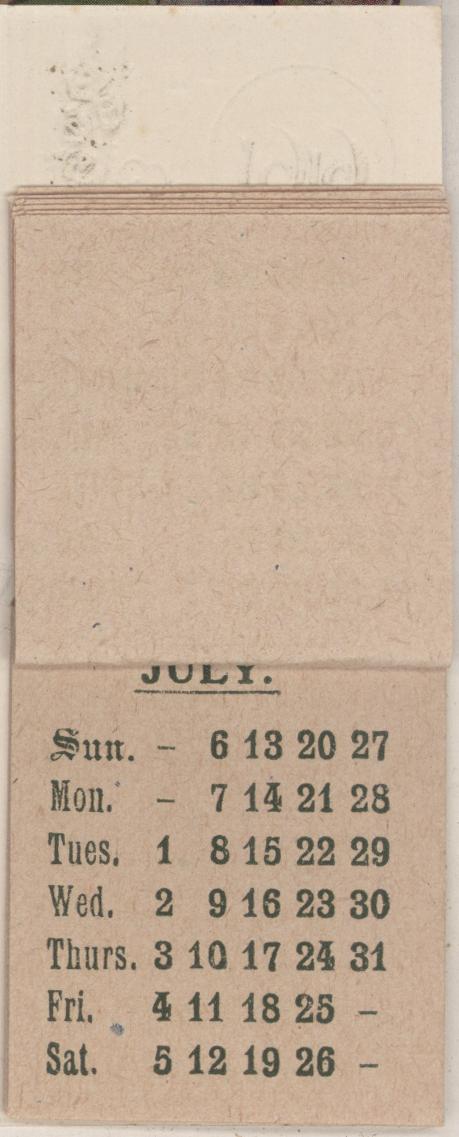 JULY.
Sun. – 6 13 20 27
Mon. – 7 14 21 28
Tues. 1 8 15 22 29
Wed. 2 9 16 23 30
Thurs. 3 10 17 24 31
Fri. 4 11 18 25 –
Sat. 5 12 19 26 –